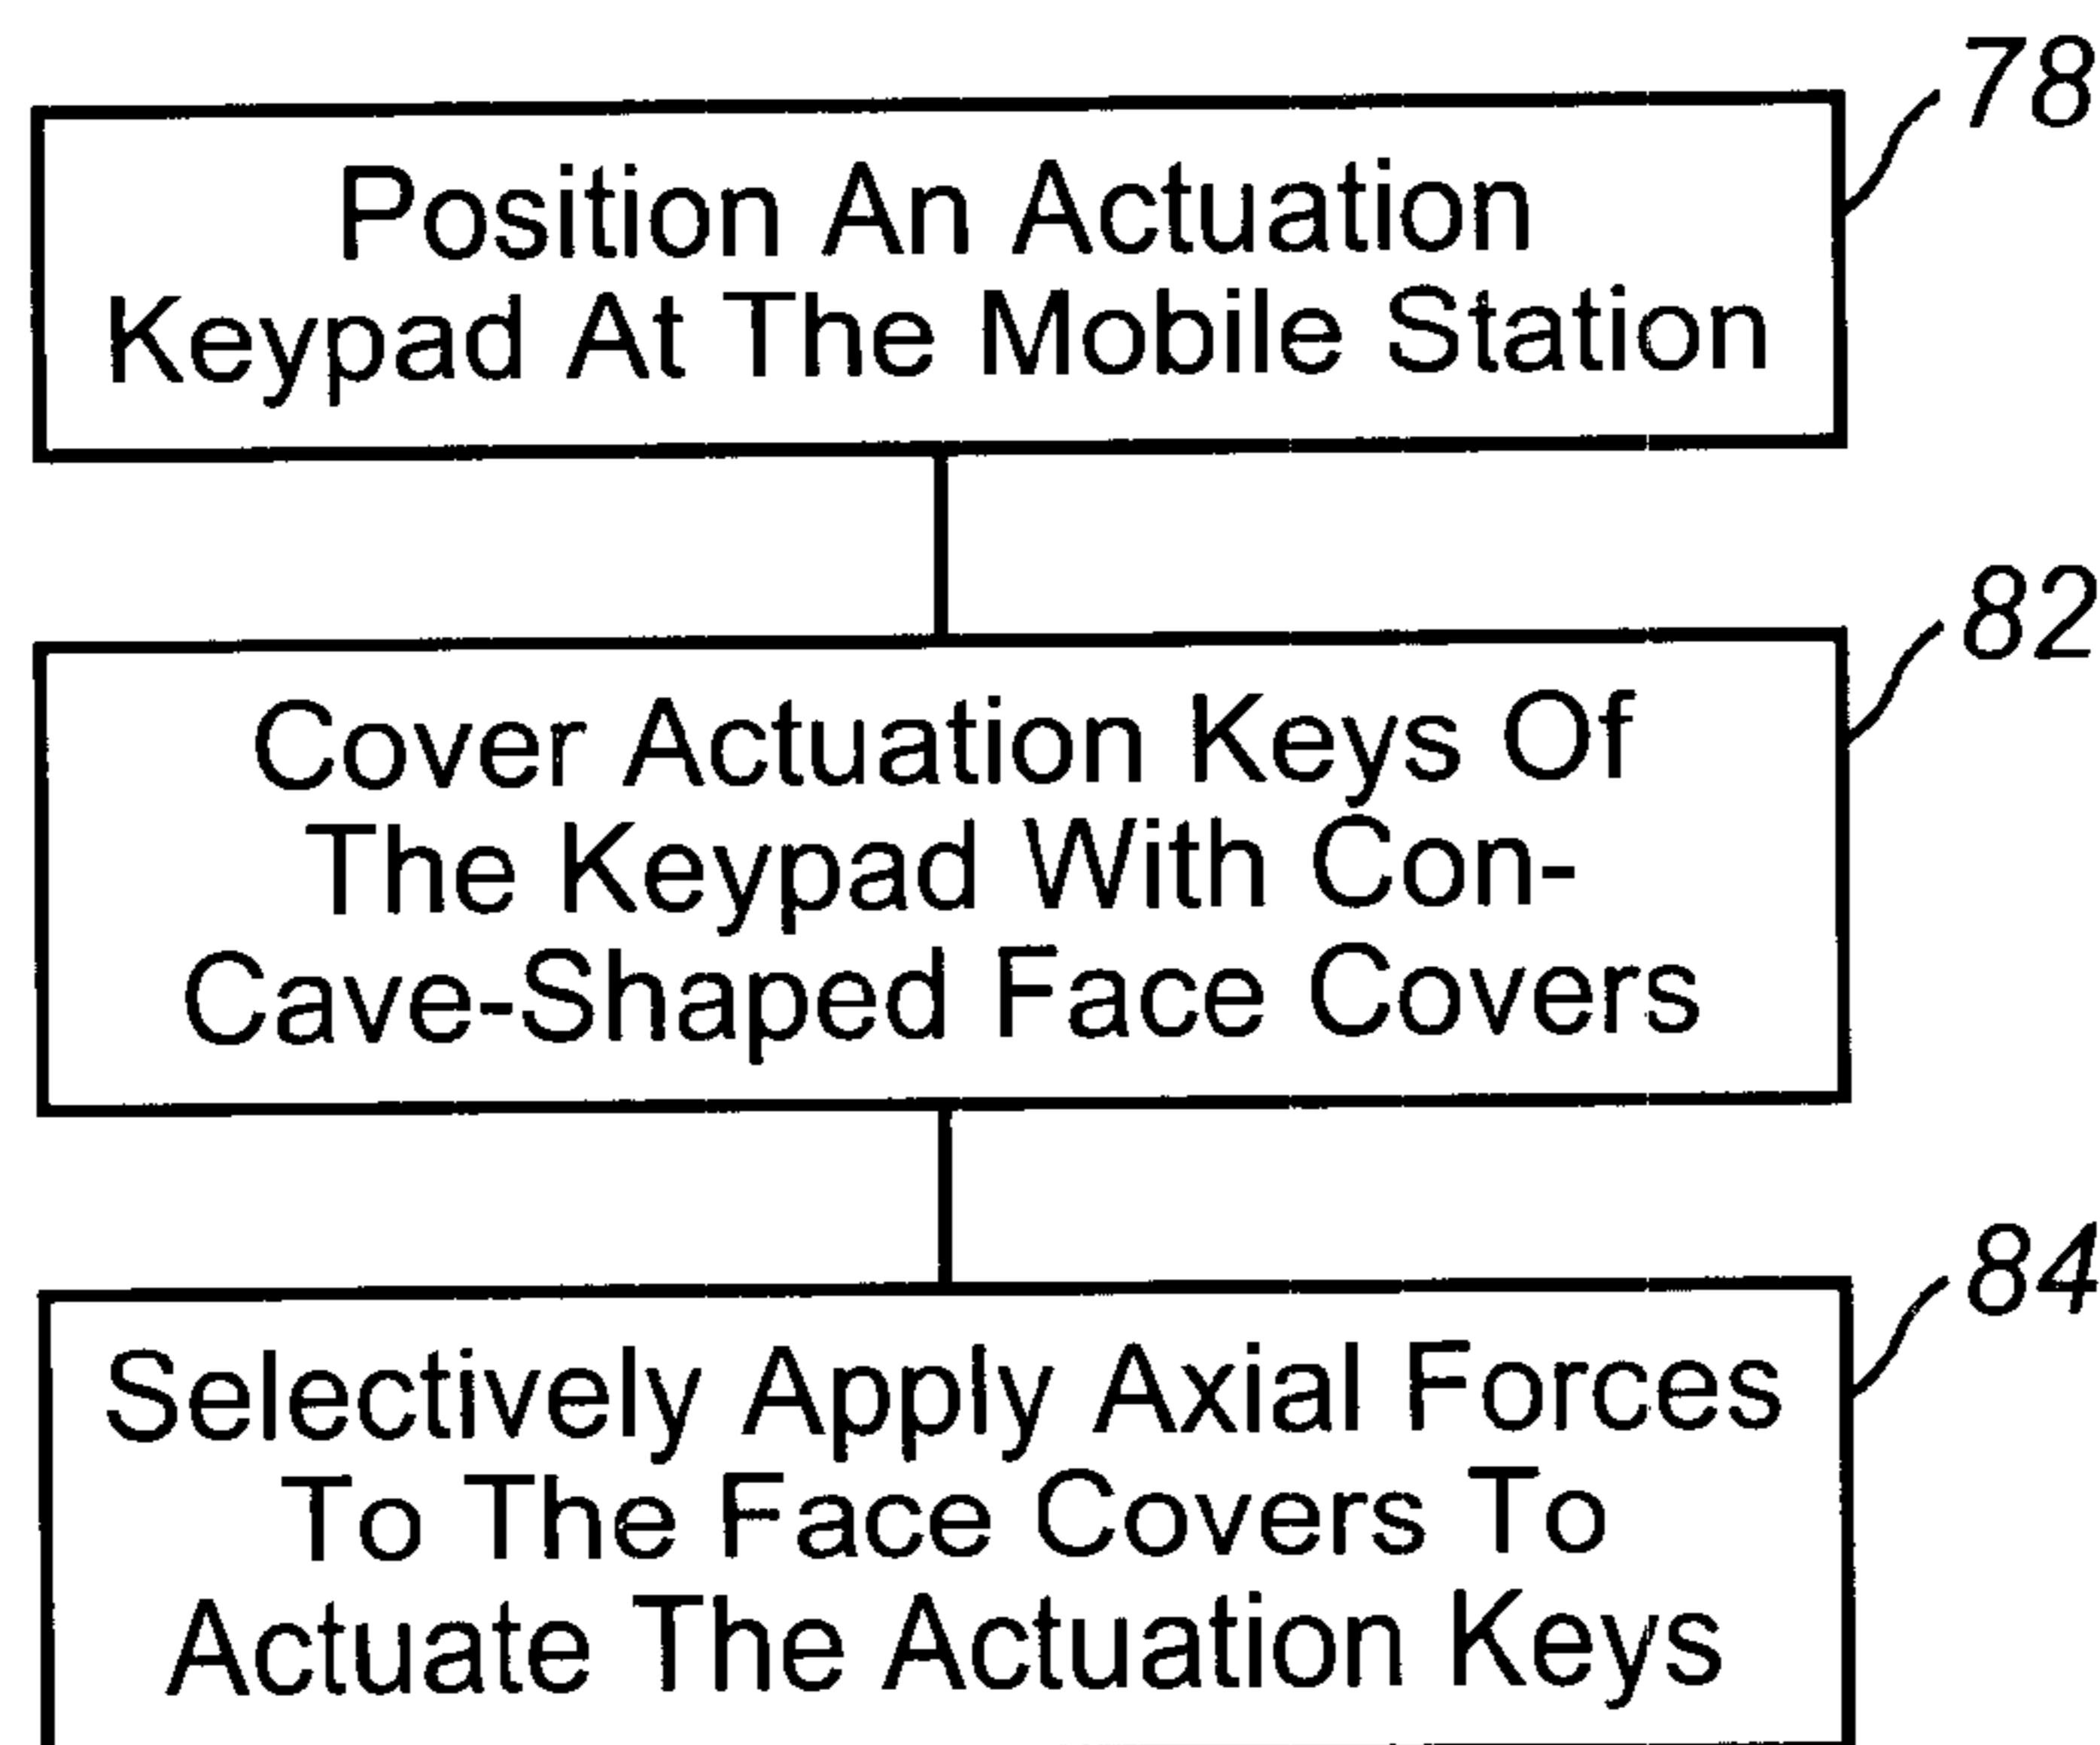 78
Position An Actuation
Keypad At The Mobile Station
82
Cover Actuation Keys Of
The Keypad With Con-
Cave-Shaped Face Covers
84
Selectively Apply Axial Forces
To The Face Covers To
Actuate The Actuation Keys